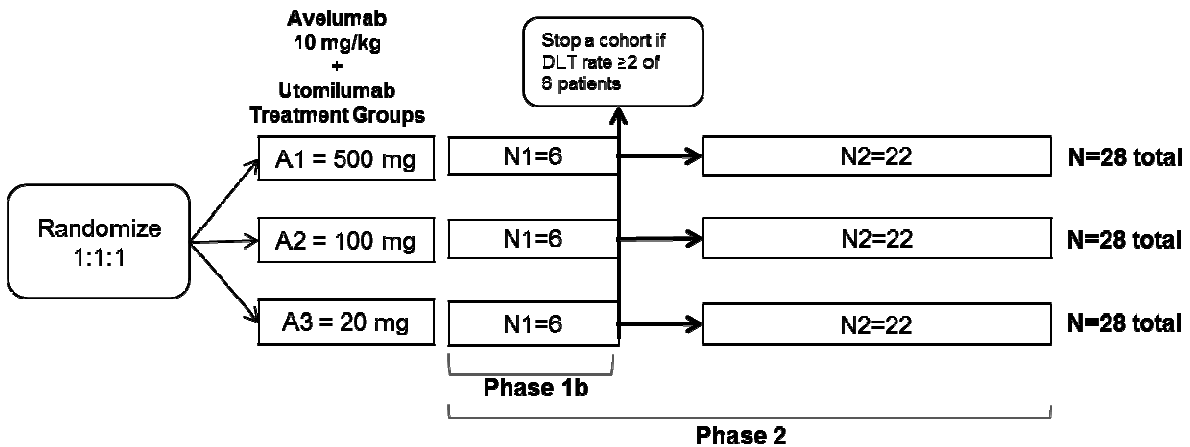 Avelumab
10 mg/kg
+
Utomilumab
Treatment Groups
Stop a cohort if
DLT rate ≥2 of
6 patients
Randomize
1:1:1
A1 = 500 mg
N1=6
N2=22
N=28 total
A2 = 100 mg
N1=6
N2=22
N=28 total
A3 = 20 mg
N1=6
N2=22
N=28 total
Phase 1b
Phase 2